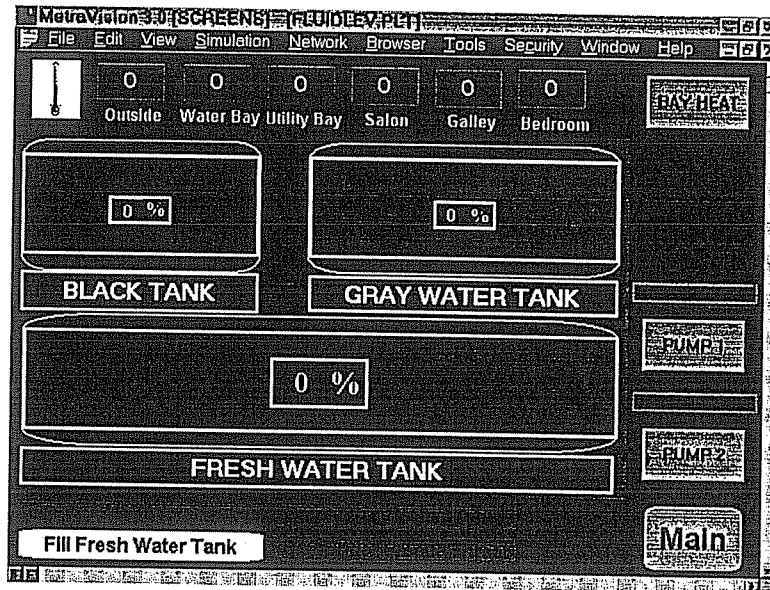 MetraVision 3.0 [SCREENS] - [FLUIDLEV.PLT]
File Edit View Simulation Network Browser Tools Security Window Help
0 0 0 0 0 0
Outside Water Bay Utility Bay Salon Galley Bedroom
BAY HEAT
0 % 0 %
BLACK TANK GRAY WATER TANK
PUMP 1
0 %
PUMP 2
FRESH WATER TANK
Fill Fresh Water Tank
Main